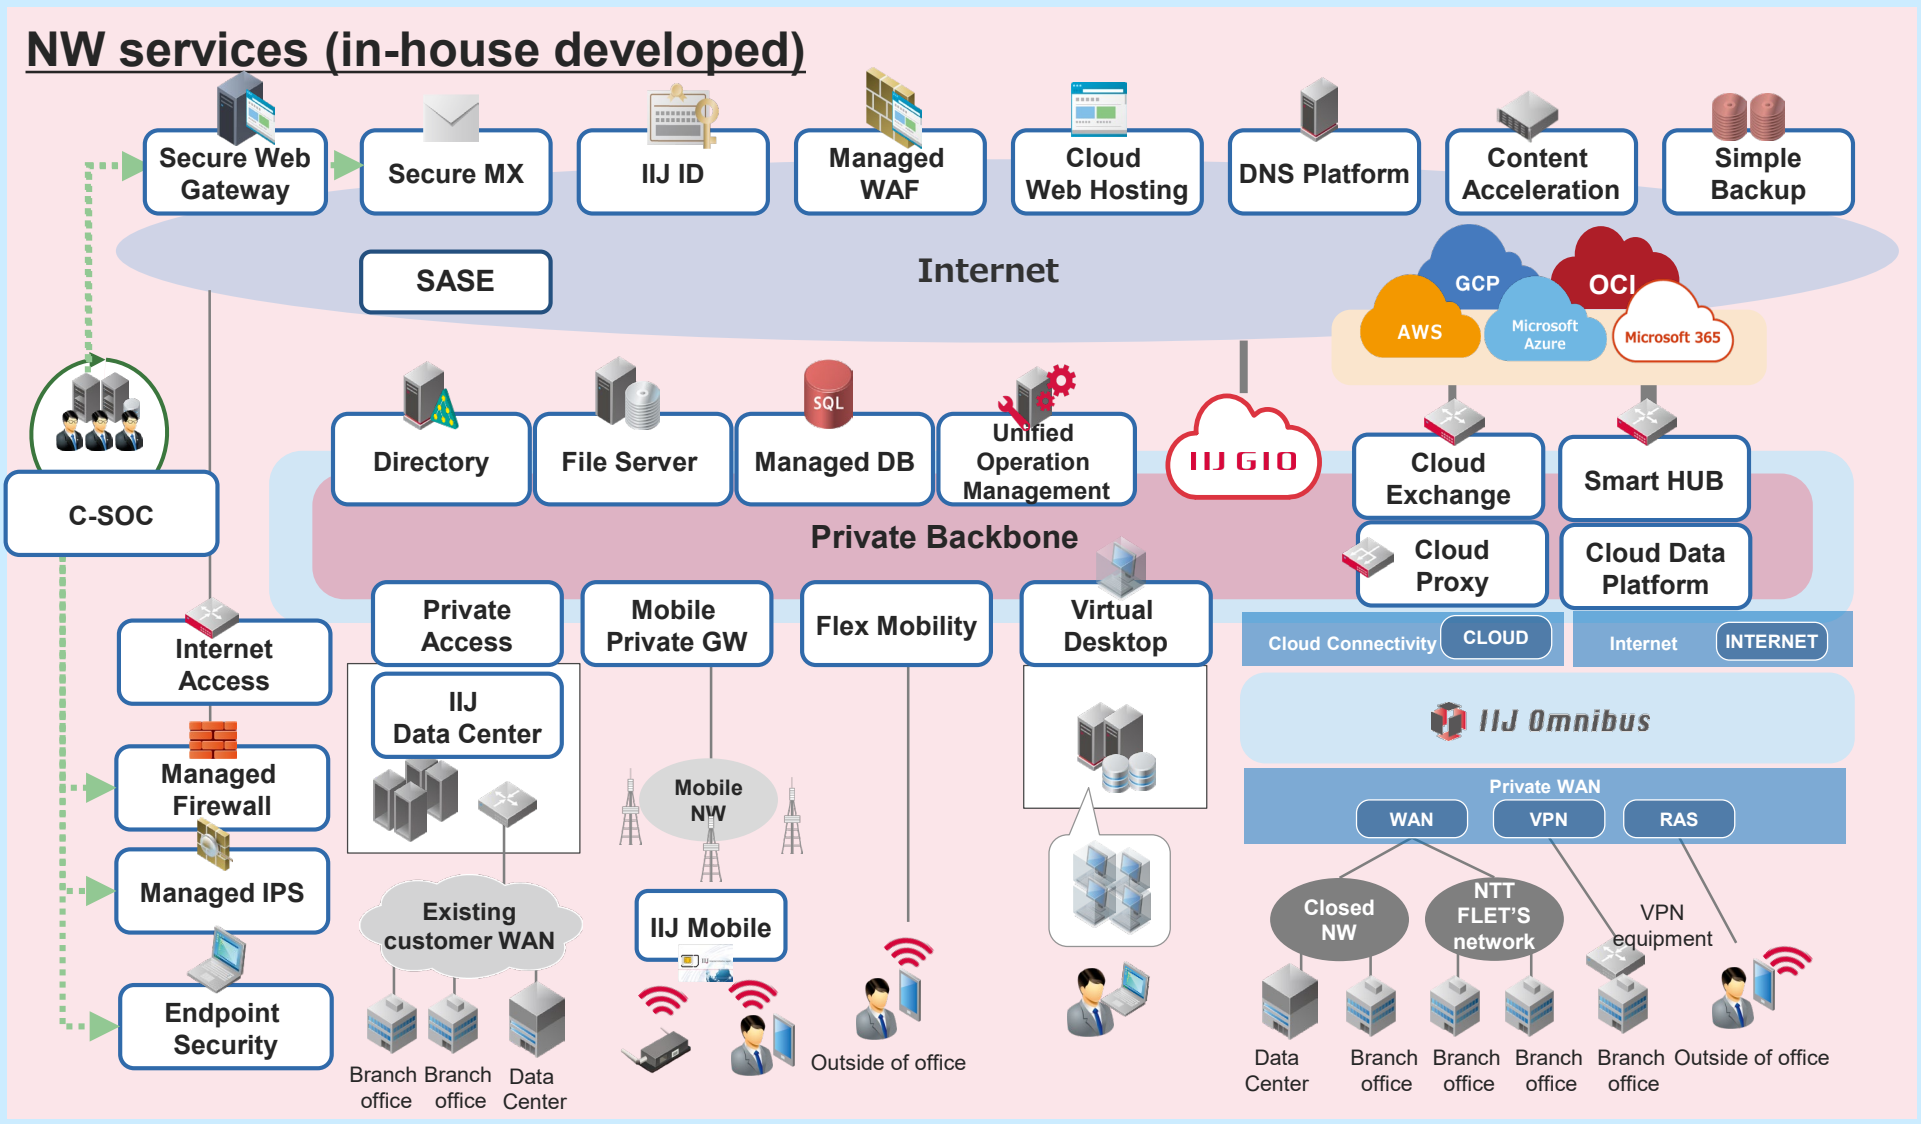 NW services (in-house developed)
Secure Web
Gateway
Secure MX
IIJ ID
Managed
WAF
Cloud
Web Hosting
DNS Platform
Content
Acceleration
Simple
Backup
SASE
Internet
GCP
OCI
AWS
Microsoft
Azure
Microsoft 365
C-SOC
Directory
File Server
SQL
Managed DB
Unified
Operation
Management
IIJ GIO
Cloud
Exchange
Smart HUB
Private Backbone
Cloud
Proxy
Cloud Data
Platform
Internet
Access
Private
Access
Mobile
Private GW
Flex Mobility
Virtual
Desktop
Cloud Connectivity
CLOUD
Internet
INTERNET
IIJ
Data Center
IIJ Omnibus
Managed
Firewall
Mobile
NW
Private WAN
WAN
VPN
RAS
Managed IPS
Existing
customer WAN
IIJ Mobile
IIJ
Closed
NW
NTT
FLET'S
network
VPN
equipment
Endpoint
Security
Branch
office
Branch
office
Data
Center
Outside of office
Data
Center
Branch
office
Branch
office
Branch
office
Branch
office
Outside of office